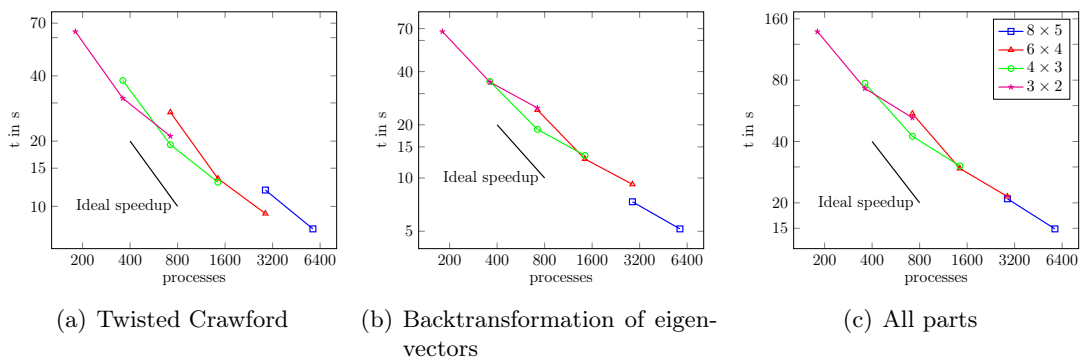 70
40
20
15
10
t in s
Ideal speedup
200 400 800 1600 3200 6400
processes
(a) Twisted Crawford
70
40
20
15
10
5
t in s
Ideal speedup
200 400 800 1600 3200 6400
processes
(b) Backtransformation of eigen-
vectors
160
80
40
20
15
t in s
8 × 5
6 × 4
4 × 3
3 × 2
Ideal speedup
200 400 800 1600 3200 6400
processes
(c) All parts